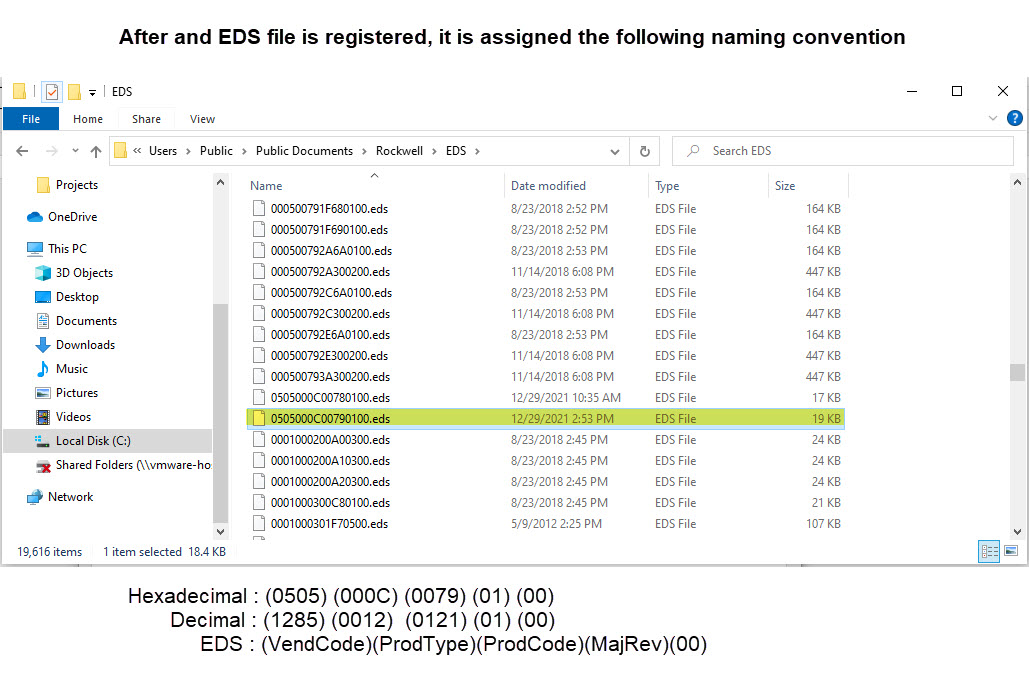 After and EDS file is registered, it is assigned the following naming convention
EDS
File Home Share View
« Users › Public › Public Documents › Rockwell › EDS › Search EDS
Projects
OneDrive
This PC
3D Objects
Desktop
Documents
Downloads
Music
Pictures
Videos
Local Disk (C:)
Shared Folders (\\vmware-ho
Network
Name Date modified Type Size
000500791F680100.eds 8/23/2018 2:52 PM EDS File 164 KB
000500791F690100.eds 8/23/2018 2:52 PM EDS File 164 KB
000500792A6A0100.eds 8/23/2018 2:53 PM EDS File 164 KB
000500792A300200.eds 11/14/2018 6:08 PM EDS File 447 KB
000500792C6A0100.eds 8/23/2018 2:53 PM EDS File 164 KB
000500792C300200.eds 11/14/2018 6:08 PM EDS File 447 KB
000500792E6A0100.eds 8/23/2018 2:53 PM EDS File 164 KB
000500792E300200.eds 11/14/2018 6:08 PM EDS File 447 KB
000500793A300200.eds 11/14/2018 6:08 PM EDS File 447 KB
0505000C00780100.eds 12/29/2021 10:35 AM EDS File 17 KB
0505000C00790100.eds 12/29/2021 2:53 PM EDS File 19 KB
0001000200A00300.eds 8/23/2018 2:45 PM EDS File 24 KB
0001000200A10300.eds 8/23/2018 2:45 PM EDS File 24 KB
0001000200A20300.eds 8/23/2018 2:45 PM EDS File 24 KB
0001000300C80100.eds 8/23/2018 2:45 PM EDS File 21 KB
0001000301F70500.eds 5/9/2012 2:25 PM EDS File 107 KB
19,616 items 1 item selected 18.4 KB
Hexadecimal : (0505) (000C) (0079) (01) (00)
Decimal : (1285) (0012) (0121) (01) (00)
EDS : (VendCode)(ProdType)(ProdCode)(MajRev)(00)